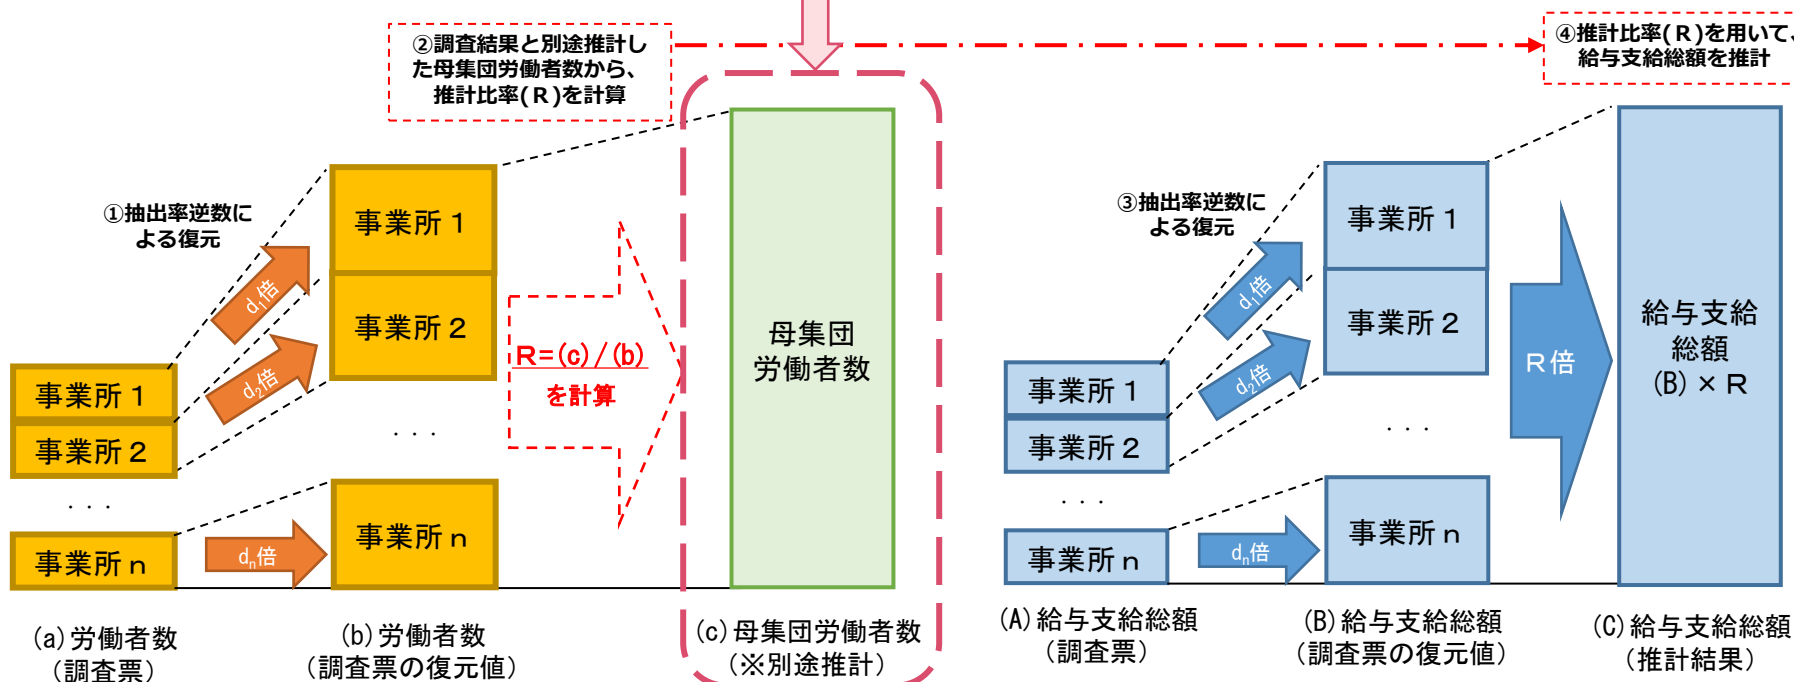 ②調査結果と別途推計し
た母集団労働者数から、
推計比率(R)を計算
④推計比率(R)を用いて、
給与支給総額を推計
①抽出率逆数に
よる復元
事業所1
事業所2
・・・
事業所n
d₁倍
d₂倍
dₙ倍
事業所1
事業所2
・・・
事業所n
R=(c)/(b)
を計算
母集団
労働者数
(a)労働者数
(調査票)
(b)労働者数
(調査票の復元値)
(c)母集団労働者数
(※別途推計)
③抽出率逆数に
よる復元
事業所1
事業所2
・・・
事業所n
d₁倍
d₂倍
dₙ倍
事業所1
事業所2
・・・
事業所n
R倍
給与支給
総額
(B)×R
(A)給与支給総額
(調査票)
(B)給与支給総額
(調査票の復元値)
(C)給与支給総額
(推計結果)